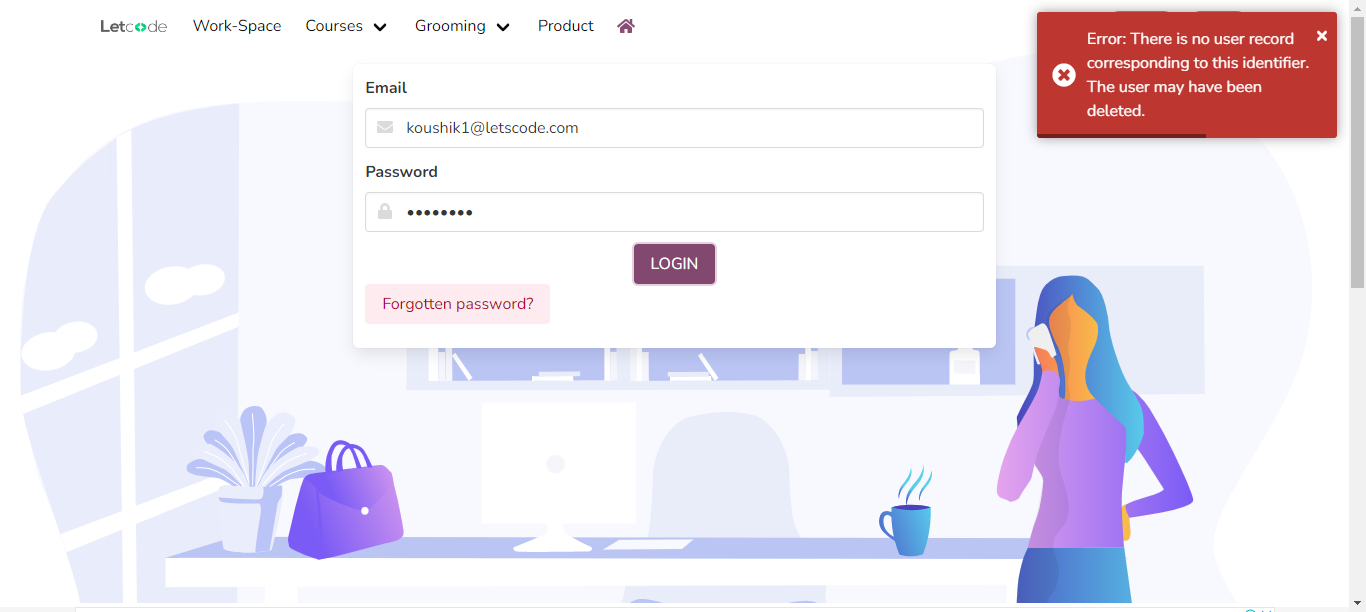 Letcode Work-Space Courses Grooming Product
Error: There is no user record
corresponding to this identifier.
The user may have been
deleted.
Email
koushik1@letscode.com
Password
LOGIN
Forgotten password?